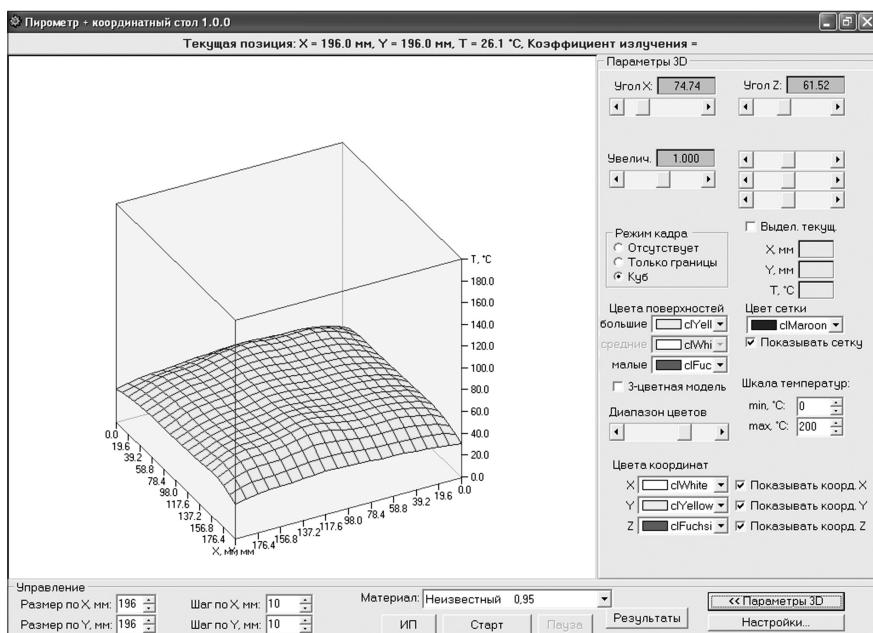 Пирометр + координатный стол 1.0.0
Текущая позиция: X = 196.0 мм, Y = 196.0 мм, T = 26.1 °C, Коэффициент излучения =
Параметры 3D
Угол X: 74.74 Угол Z: 61.52
Увелич. 1.000
Режим кадра
Отсутствует
Только границы
Куб
Выдел. текущ.
X, мм
Y, мм
T, °C
Цвета поверхностей
большие clYell
средние clWhi
малые clFuc
3-цветная модель
Диапазон цветов
Цвет сетки
clMaroon
Показывать сетку
Шкала температур:
min, °C: 0
max, °C: 200
Цвета координат
X clWhite Показывать коорд. X
Y clYellow Показывать коорд. Y
Z clFuchsi Показывать коорд. Z
T, °C
180.0
160.0
140.0
120.0
100.0
80.0
60.0
40.0
20.0
0.0
0.0
19.6
39.2
58.8
78.4
98.0
117.6
137.2
156.8
176.4
X, мм
Y, мм
176.4
156.8
137.2
117.6
98.0
78.4
58.8
39.2
19.6
0.0
Управление
Размер по X, мм: 196 Шаг по X, мм: 10
Размер по Y, мм: 196 Шаг по Y, мм: 10
Материал: Неизвестный 0,95
ИП Старт Пауза Результаты
<< Параметры 3D
Настройки...